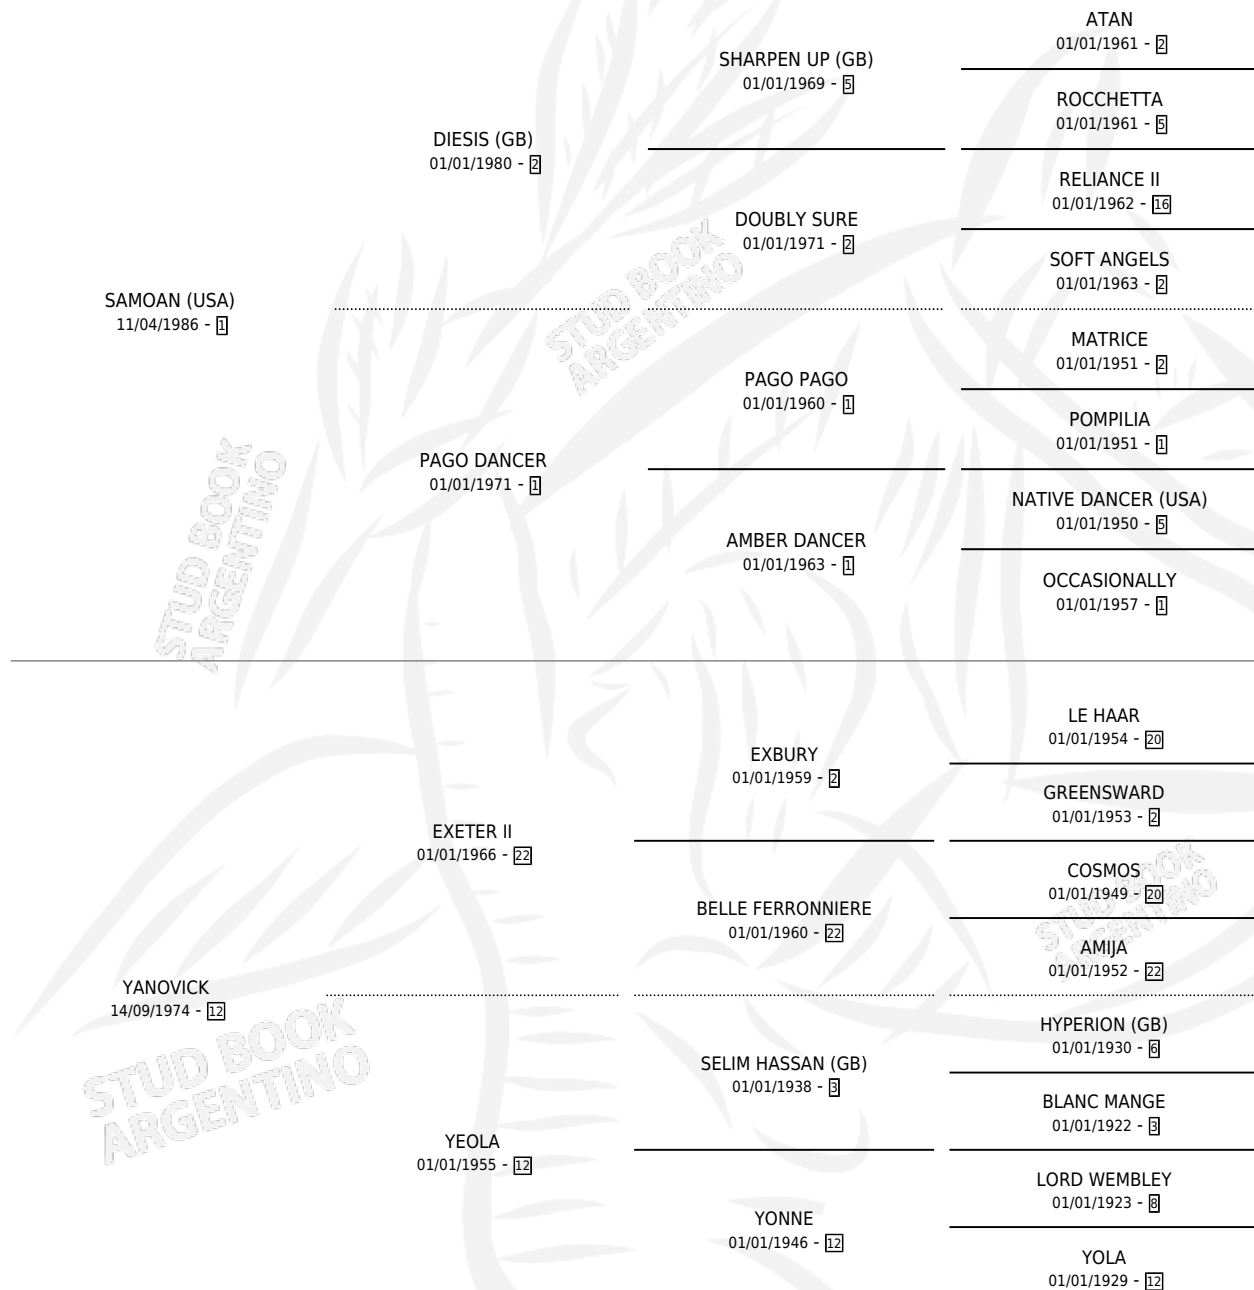 ATAN
01/01/1961 - 2
SHARPEN UP (GB)
01/01/1969 - 5
ROCCHETTA
01/01/1961 - 5
DIESIS (GB)
01/01/1980 - 2
RELIANCE II
01/01/1962 - 16
DOUBLY SURE
01/01/1971 - 2
SOFT ANGELS
01/01/1963 - 2
SAMOAN (USA)
11/04/1986 - 1
STUD BOOK
ARGENTINO
MATRICE
01/01/1951 - 2
PAGO PAGO
01/01/1960 - 1
POMPILIA
01/01/1951 - 1
PAGO DANCER
01/01/1971 - 1
NATIVE DANCER (USA)
01/01/1950 - 5
AMBER DANCER
01/01/1963 - 1
OCCASIONALLY
01/01/1957 - 1
STUD BOOK
ARGENTINO
LE HAAR
01/01/1954 - 20
EXBURY
01/01/1959 - 2
GREENSWARD
01/01/1953 - 2
EXETER II
01/01/1966 - 22
COSMOS
01/01/1949 - 20
BELLE FERRONNIERE
01/01/1960 - 22
STUD BOOK
ARGENTINO
AMIJA
01/01/1952 - 22
YANOVICK
14/09/1974 - 12
HYPERION (GB)
01/01/1930 - 6
SELIM HASSAN (GB)
01/01/1938 - 3
BLANC MANGE
01/01/1922 - 3
STUD BOOK
ARGENTINO
YEOLA
01/01/1955 - 12
LORD WEMBLEY
01/01/1923 - 8
YONNE
01/01/1946 - 12
YOLA
01/01/1929 - 12